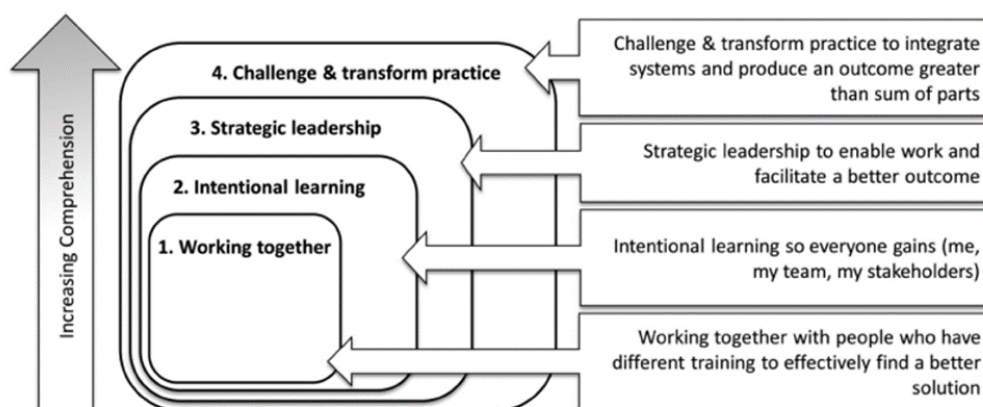 Increasing Comprehension
4. Challenge & transform practice
3. Strategic leadership
2. Intentional learning
1. Working together
Challenge & transform practice to integrate
systems and produce an outcome greater
than sum of parts
Strategic leadership to enable work and
facilitate a better outcome
Intentional learning so everyone gains (me,
my team, my stakeholders)
Working together with people who have
different training to effectively find a better
solution